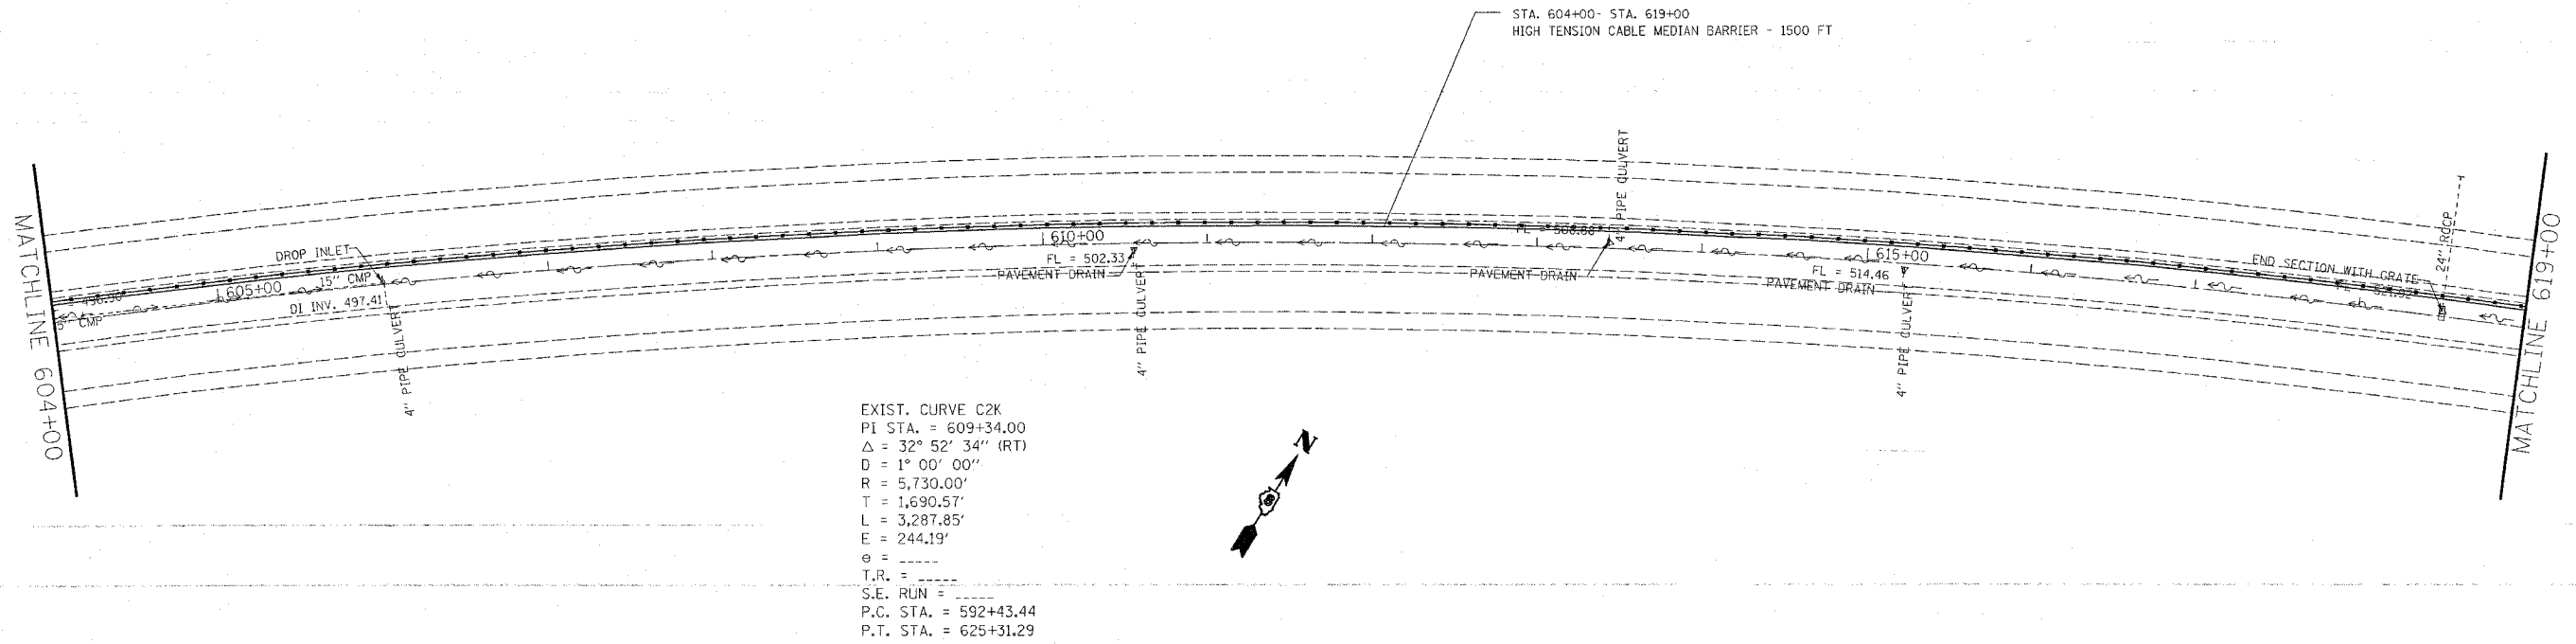 STA. 604+00- STA. 619+00
HIGH TENSION CABLE MEDIAN BARRIER - 1500 FT
MATCHLINE 604+00
DROP INLET
605+00
15" CMP
DI INV. 497.41
CMP
4" PIPE CULVERT
610+00
FL = 502.33
PAVEMENT DRAIN
4" PIPE CULVERT
4" PIPE CULVERT
PAVEMENT DRAIN
615+00
FL = 514.46
PAVEMENT DRAIN
4" PIPE CULVERT
END SECTION WITH GRATE
24" RCCP
MATCHLINE 619+00
EXIST. CURVE C2K
PI STA. = 609+34.00
Δ = 32° 52' 34" (RT)
D = 1° 00' 00"
R = 5,730.00'
T = 1,690.57'
L = 3,287.85'
E = 244.19'
e = _____
T.R. = _____
S.E. RUN = _____
P.C. STA. = 592+43.44
P.T. STA. = 625+31.29
N